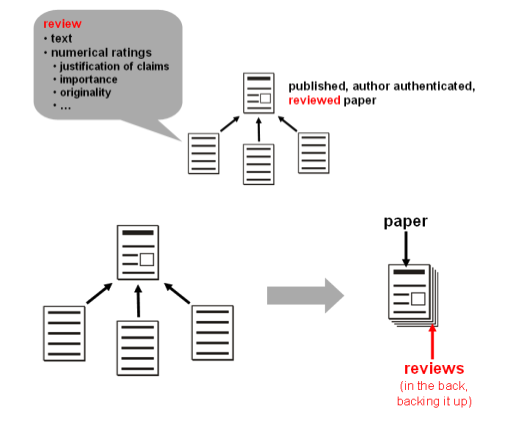 review
• text
• numerical ratings
• justification of claims
• importance
• originality
• ...
published, author authenticated,
reviewed paper
paper
reviews
(in the back,
backing it up)